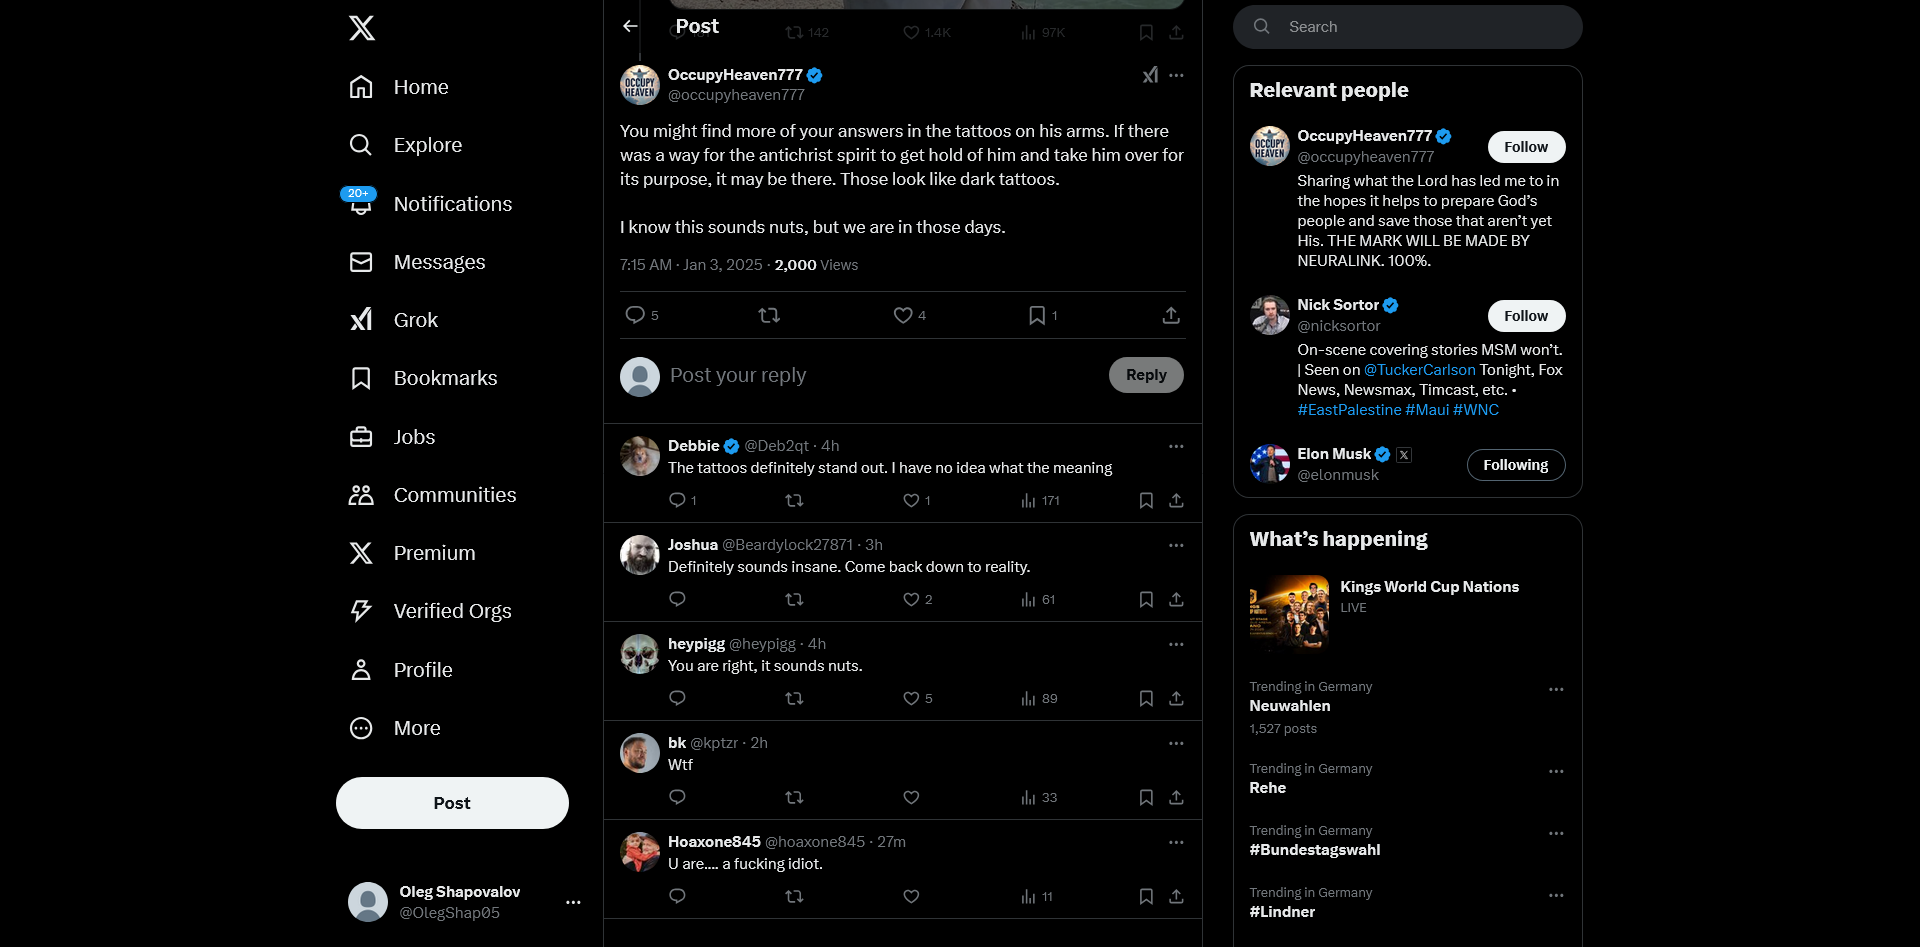 Home
Explore
20+
Notifications
Messages
Grok
Bookmarks
Jobs
Communities
Premium
Verified Orgs
Profile
More
Post
Oleg Shapovalov
@OlegShap05
Post
142
1.4K
97K
OccupyHeaven777
@occupyheaven777
You might find more of your answers in the tattoos on his arms. If there
was a way for the antichrist spirit to get hold of him and take him over for
its purpose, it may be there. Those look like dark tattoos.
I know this sounds nuts, but we are in those days.
7:15 AM · Jan 3, 2025 · 2,000 Views
5
4
1
Post your reply
Reply
Debbie @Deb2qt · 4h
The tattoos definitely stand out. I have no idea what the meaning
1
1
171
Joshua @Beardylock27871 · 3h
Definitely sounds insane. Come back down to reality.
2
61
heypigg @heypigg · 4h
You are right, it sounds nuts.
5
89
bk @kptzr · 2h
Wtf
33
Hoaxone845 @hoaxone845 · 27m
U are.... a fucking idiot.
11
Search
Relevant people
OCCUPY
HEAVEN
OccupyHeaven777
@occupyheaven777
Follow
Sharing what the Lord has led me to in
the hopes it helps to prepare God's
people and save those that aren't yet
His. THE MARK WILL BE MADE BY
NEURALINK. 100%.
Nick Sortor
@nicksortor
Follow
On-scene covering stories MSM won't.
| Seen on @TuckerCarlson Tonight, Fox
News, Newsmax, Timcast, etc. •
#EastPalestine #Maui #WNC
Elon Musk
@elonmusk
Following
What's happening
Kings World Cup Nations
LIVE
Trending in Germany
Neuwahlen
1,527 posts
Trending in Germany
Rehe
Trending in Germany
#Bundestagswahl
Trending in Germany
#Lindner